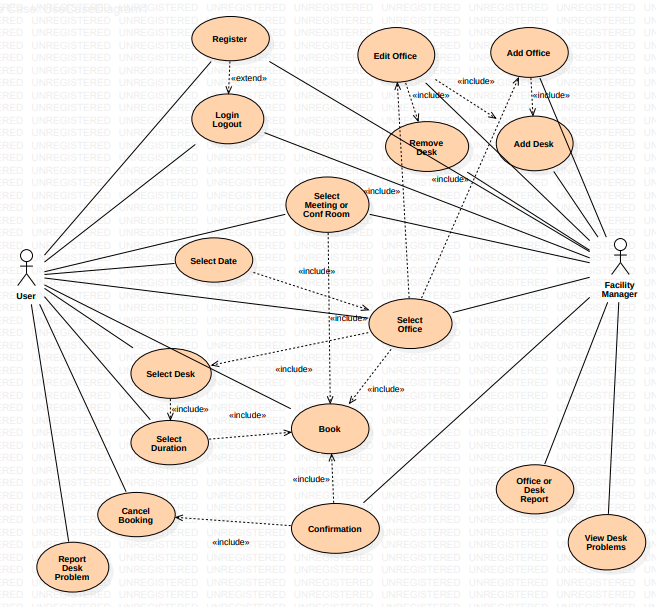 Register
Edit Office
Add Office
«extend»
«include»
«include»
«include»
Login
Logout
Remove
Desk
Add Desk
«include»
«include»
Select
Meeting or
Conf Room
Select Date
«include»
User
Facility
Manager
Select
Office
«include»
«include»
Select Desk
«include»
«include»
«include»
Select
Duration
Book
«include»
Office or
Desk
Report
Cancel
Booking
Confirmation
«include»
View Desk
Problems
Report
Desk
Problem